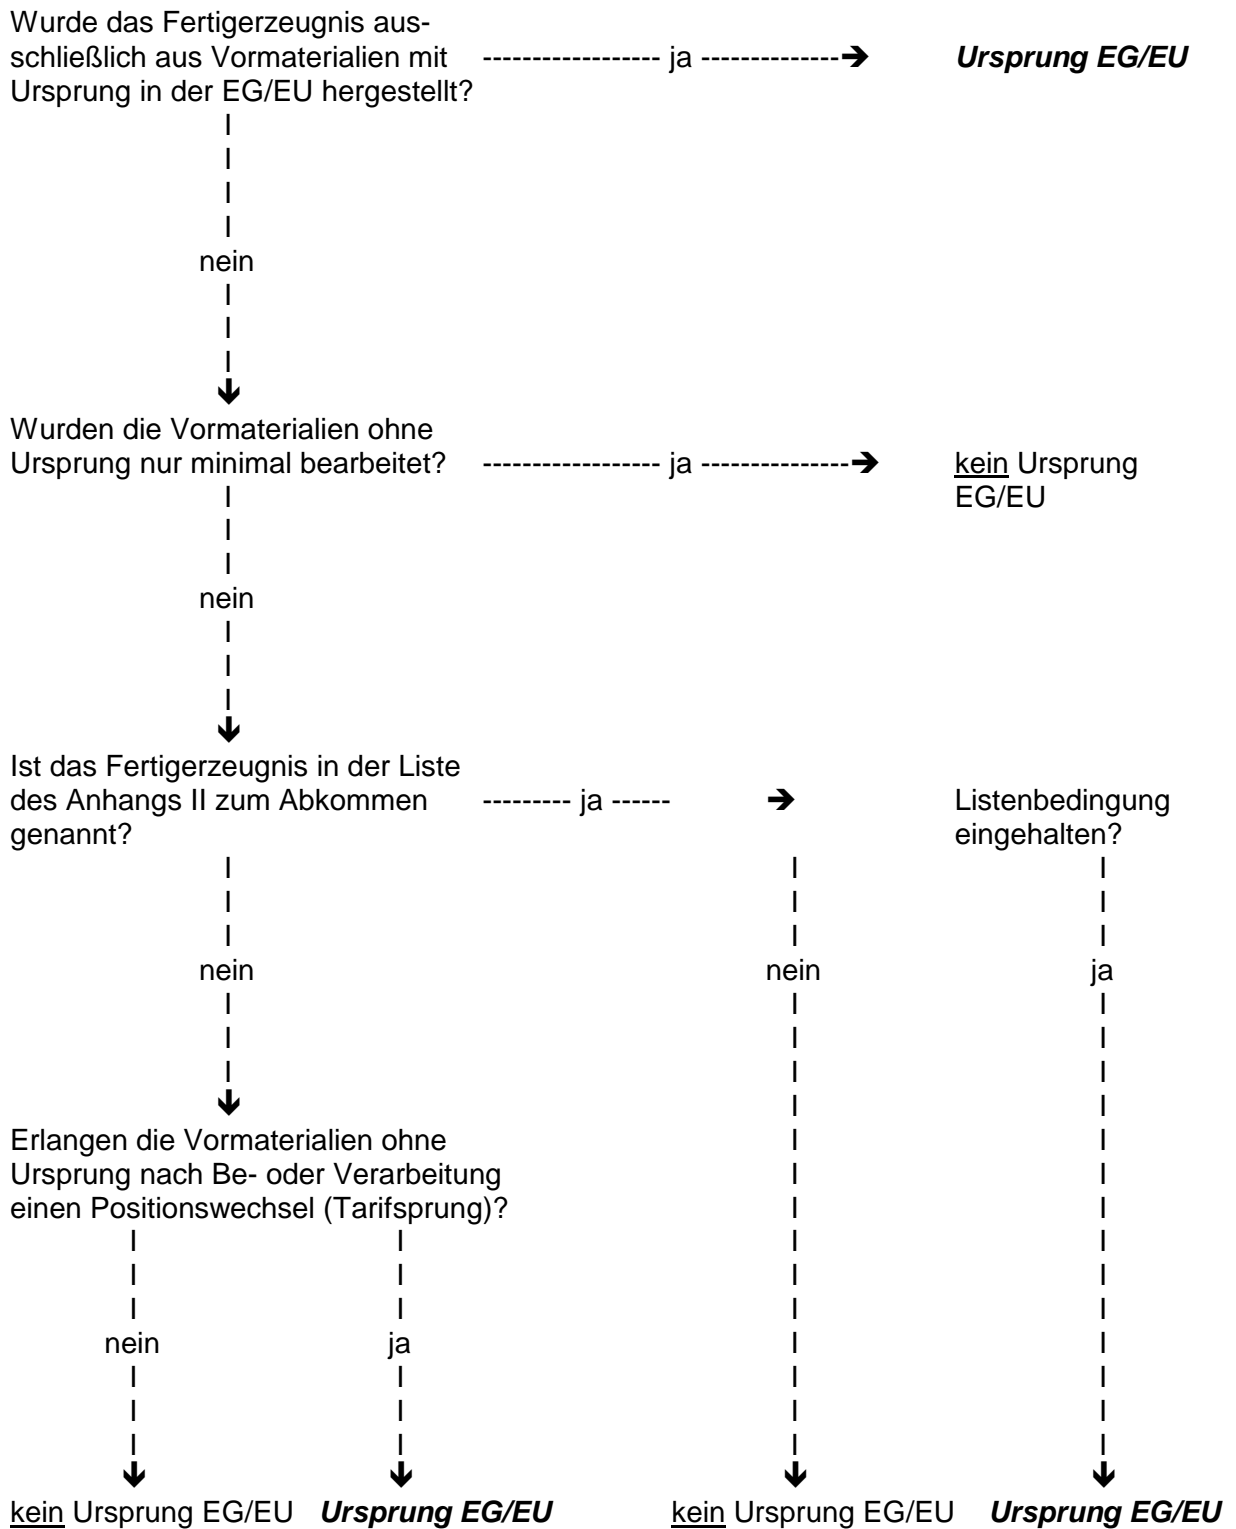 Wurde das Fertigerzeugnis aus-
schließlich aus Vormaterialien mit ------------------ ja --------------➔ Ursprung EG/EU
Ursprung in der EG/EU hergestellt?
nein
Wurden die Vormaterialien ohne
Ursprung nur minimal bearbeitet? ------------------ ja ---------------➔ kein Ursprung
EG/EU
nein
Ist das Fertigerzeugnis in der Liste
des Anhangs II zum Abkommen --------- ja ------ ➔ Listenbedingung
genannt? eingehalten?
nein nein ja
Erlangen die Vormaterialien ohne
Ursprung nach Be- oder Verarbeitung
einen Positionswechsel (Tarifsprung)?
nein ja
kein Ursprung EG/EU Ursprung EG/EU kein Ursprung EG/EU Ursprung EG/EU